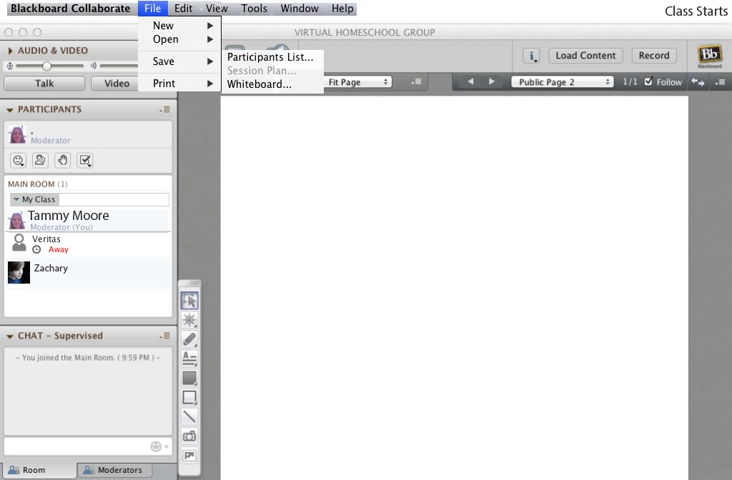 Blackboard Collaborate File Edit View Tools Window Help
Class Starts
VIRTUAL HOMESCHOOL GROUP
New
Open
Save
Print
Participants List...
Session Plan...
Whiteboard...
AUDIO & VIDEO
Talk Video
Load Content Record
Bb
Blackboard
Fit Page
Public Page 2 1/1 Follow
PARTICIPANTS
-
Moderator
MAIN ROOM (1)
My Class
Tammy Moore
Moderator (You)
Veritas
Away
Zachary
CHAT – Supervised
– You joined the Main Room. ( 9:59 PM ) –
Room Moderators